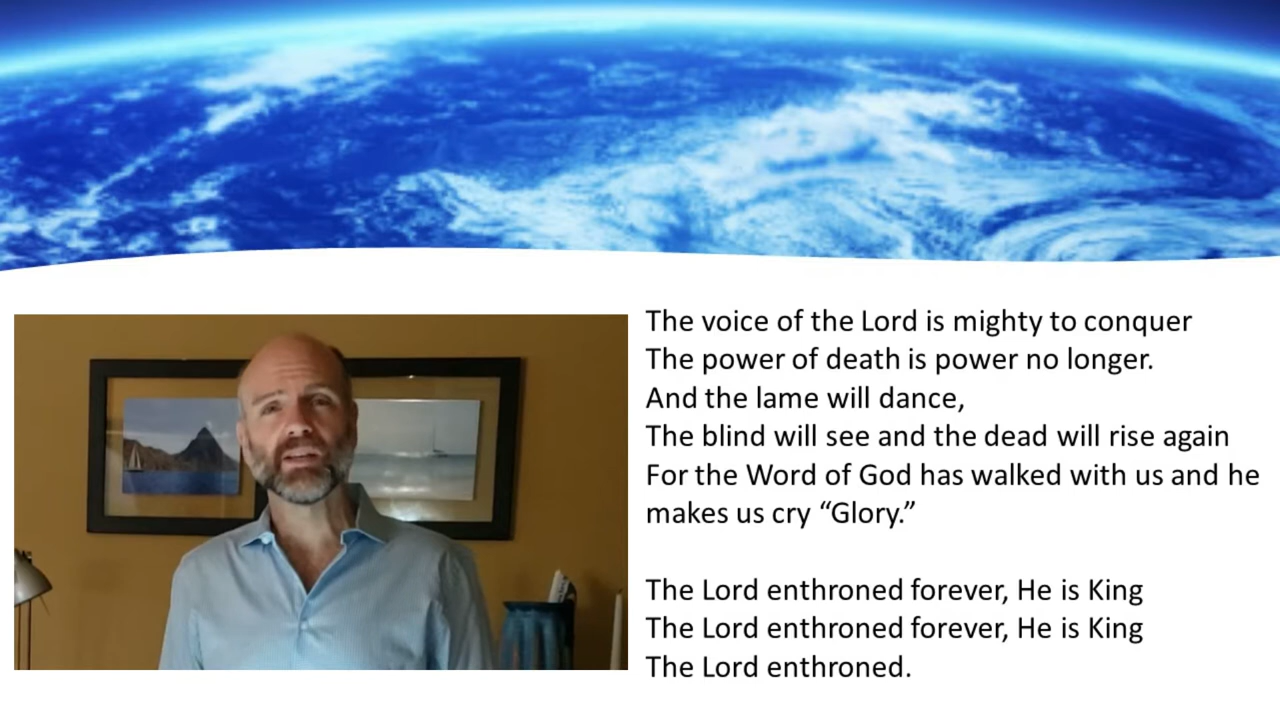 The voice of the Lord is mighty to conquer
The power of death is power no longer.
And the lame will dance,
The blind will see and the dead will rise again
For the Word of God has walked with us and he
makes us cry “Glory.”
The Lord enthroned forever, He is King
The Lord enthroned forever, He is King
The Lord enthroned.